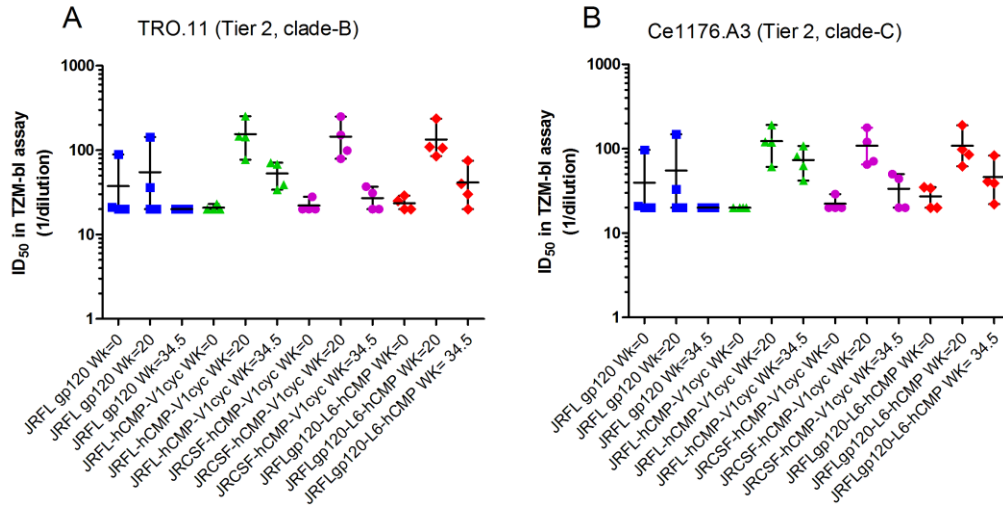 A
TRO.11 (Tier 2, clade-B)
1000
100
10
1
ID50 in TZM-bl assay
(1/dilution)
JRFL gp120 Wk=0
JRFL gp120 Wk=20
JRFL gp120 Wk=34.5
JRFL-hCMP-V1cyc WK=0
JRFL-hCMP-V1cyc WK=20
JRFL-hCMP-V1cyc WK=34.5
JRCSF-hCMP-V1cyc WK=0
JRCSF-hCMP-V1cyc WK=20
JRCSF-hCMP-V1cyc WK=34.5
JRFLgp120-L6-hCMP WK=0
JRFLgp120-L6-hCMP WK=20
JRFLgp120-L6-hCMP WK= 34.5
B
Ce1176.A3 (Tier 2, clade-C)
1000
100
10
1
ID50 in TZM-bl assay
(1/dilution)
JRFL gp120 Wk=0
JRFL gp120 Wk=20
JRFL gp120 Wk=34.5
JRFL-hCMP-V1cyc WK=0
JRFL-hCMP-V1cyc WK=20
JRFL-hCMP-V1cyc WK=34.5
JRCSF-hCMP-V1cyc WK=0
JRCSF-hCMP-V1cyc WK=20
JRCSF-hCMP-V1cyc WK=34.5
JRFLgp120-L6-hCMP WK=0
JRFLgp120-L6-hCMP WK=20
JRFLgp120-L6-hCMP WK= 34.5